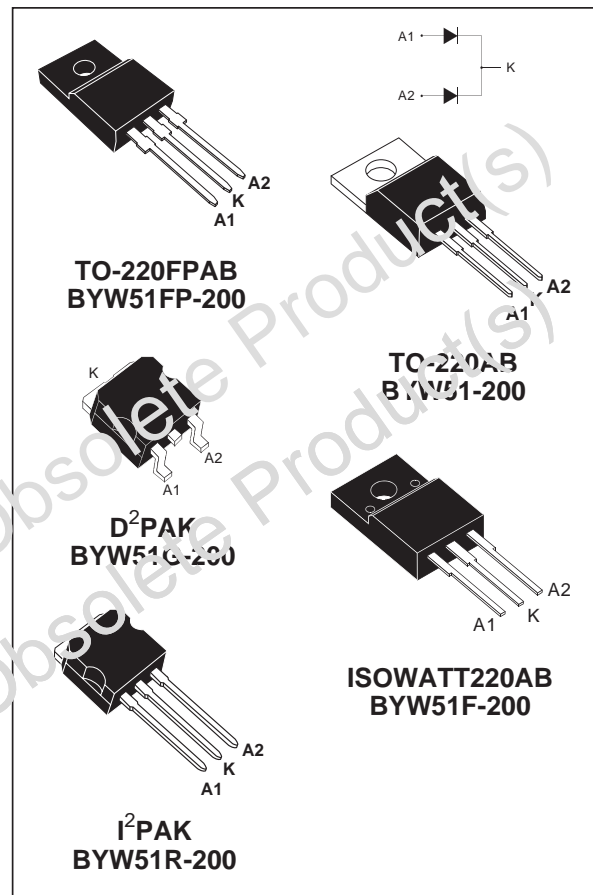 A1
K
A2
A2
K
A1
TO-220FPAB
BYW51FP-200
A2
K
A1
TO-220AB
BYW51-200
K
A2
A1
D²PAK
BYW51G-200
A2
K
A1
ISOWATT220AB
BYW51F-200
A2
K
A1
I²PAK
BYW51R-200
Obsolete Product(s)
Obsolete Product(s)